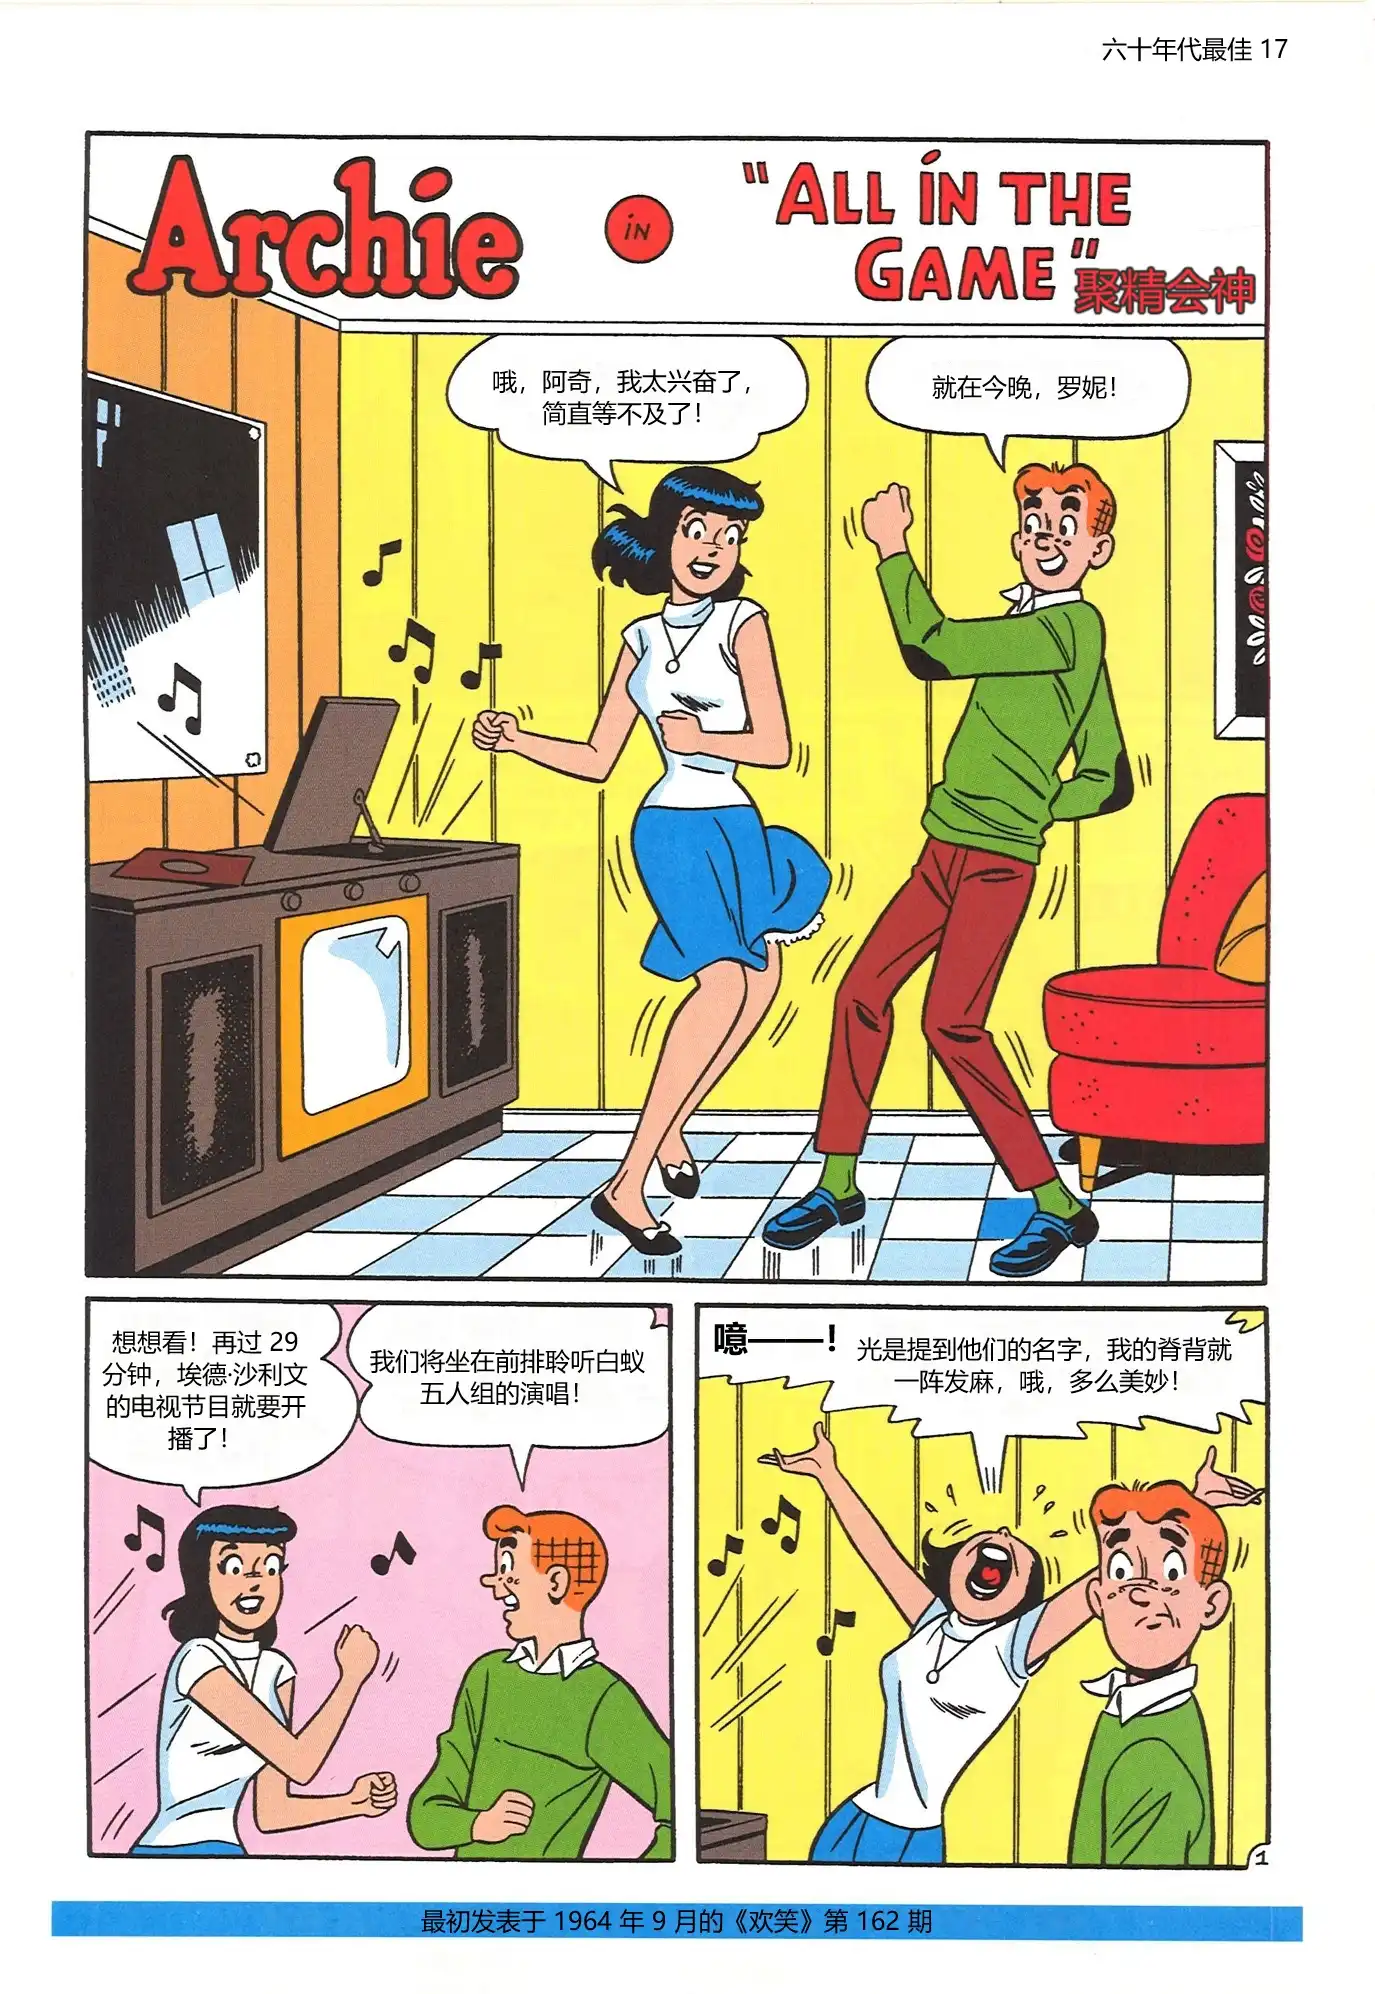 六十年代最佳 17
Archie
in
"ALL IN THE
GAME"
聚精会神
哦，阿奇，我太兴奋了，
简直等不及了！
就在今晚，罗妮！
想想看！再过 29
分钟，埃德·沙利文
的电视节目就要开
播了！
我们将坐在前排聆听白蚁
五人组的演唱！
噫——！
光是提到他们的名字，我的脊背就
一阵发麻，哦，多么美妙！
1
最初发表于 1964 年 9 月的《欢笑》第 162 期